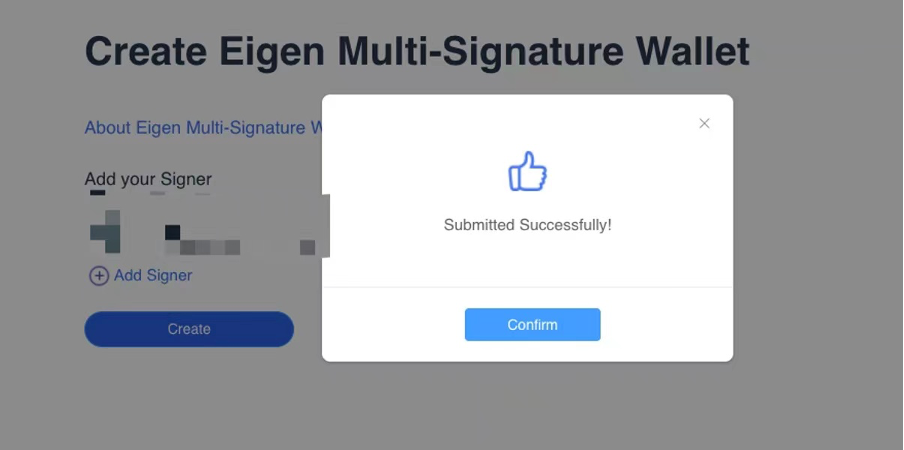 Create Eigen Multi-Signature Wallet
About Eigen Multi-Signature W
Add your Signer
Submitted Successfully!
Add Signer
Create
Confirm